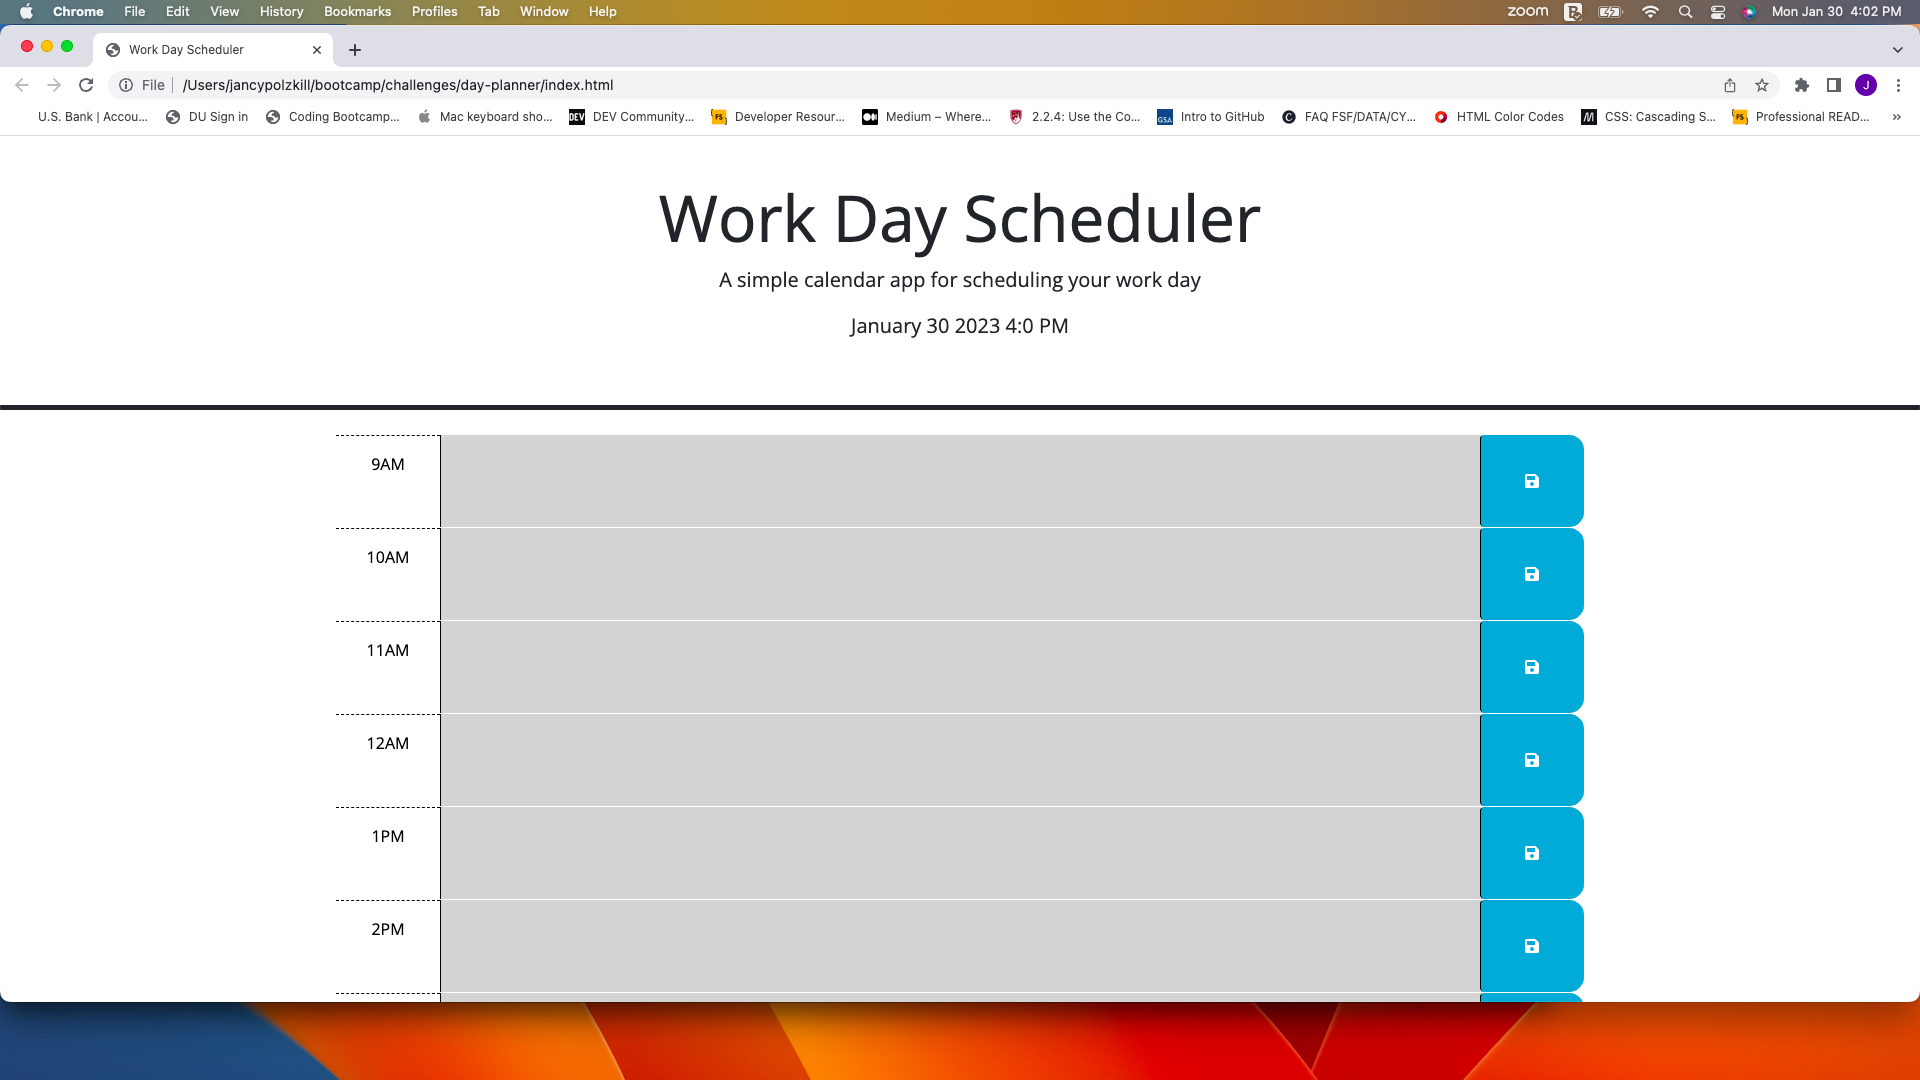 Chrome File Edit View History Bookmarks Profiles Tab Window Help zoom Mon Jan 30 4:02 PM
Work Day Scheduler
File /Users/jancypolzkill/bootcamp/challenges/day-planner/index.html J
U.S. Bank | Accou... DU Sign in Coding Bootcamp... Mac keyboard sho... DEV DEV Community... FS Developer Resour... Medium – Where... 2.2.4: Use the Co... GSA Intro to GitHub C FAQ FSF/DATA/CY... HTML Color Codes M CSS: Cascading S... FS Professional READ... »
Work Day Scheduler
A simple calendar app for scheduling your work day
January 30 2023 4:0 PM
9AM
10AM
11AM
12AM
1PM
2PM